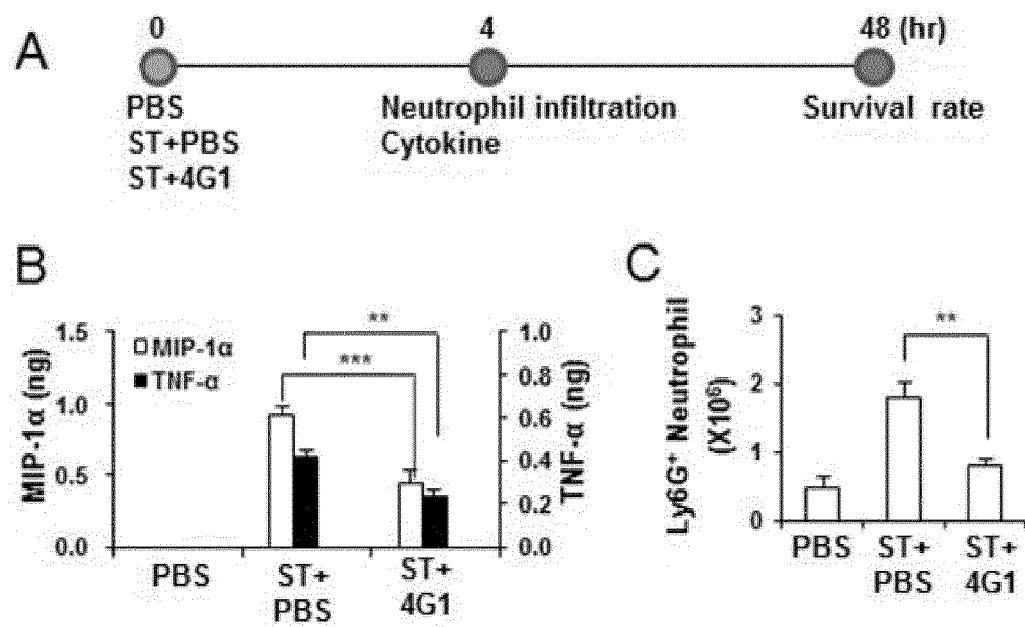 A
0
4
48 (hr)
PBS
ST+PBS
ST+4G1
Neutrophil infiltration
Cytokine
Survival rate
B
MIP-1α (ng)
1.5
1.0
0.5
0.0
MIP-1α
TNF-α
**
***
1.0
0.8
0.6
0.4
0.2
0.0
TNF-α (ng)
PBS
ST+
PBS
ST+
4G1
C
Ly6G⁺ Neutrophil
(X10⁶)
3
2
1
0
**
PBS
ST+
PBS
ST+
4G1